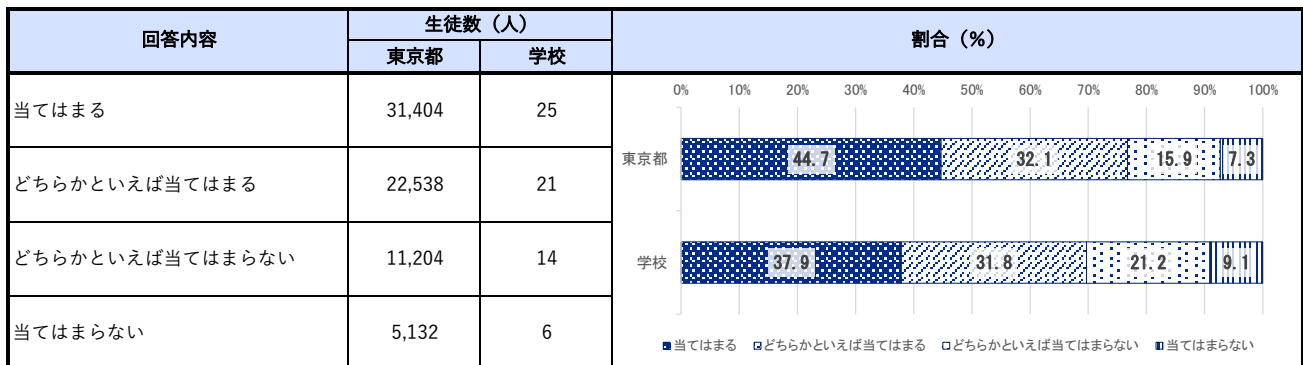 回答内容 生徒数（人） 割合（％）
東京都 学校
当てはまる 31,404 25
どちらかといえば当てはまる 22,538 21
どちらかといえば当てはまらない 11,204 14
当てはまらない 5,132 6
0% 10% 20% 30% 40% 50% 60% 70% 80% 90% 100%
東京都 44.7 32.1 15.9 7.3
学校 37.9 31.8 21.2 9.1
当てはまる どちらかといえば当てはまる どちらかといえば当てはまらない 当てはまらない